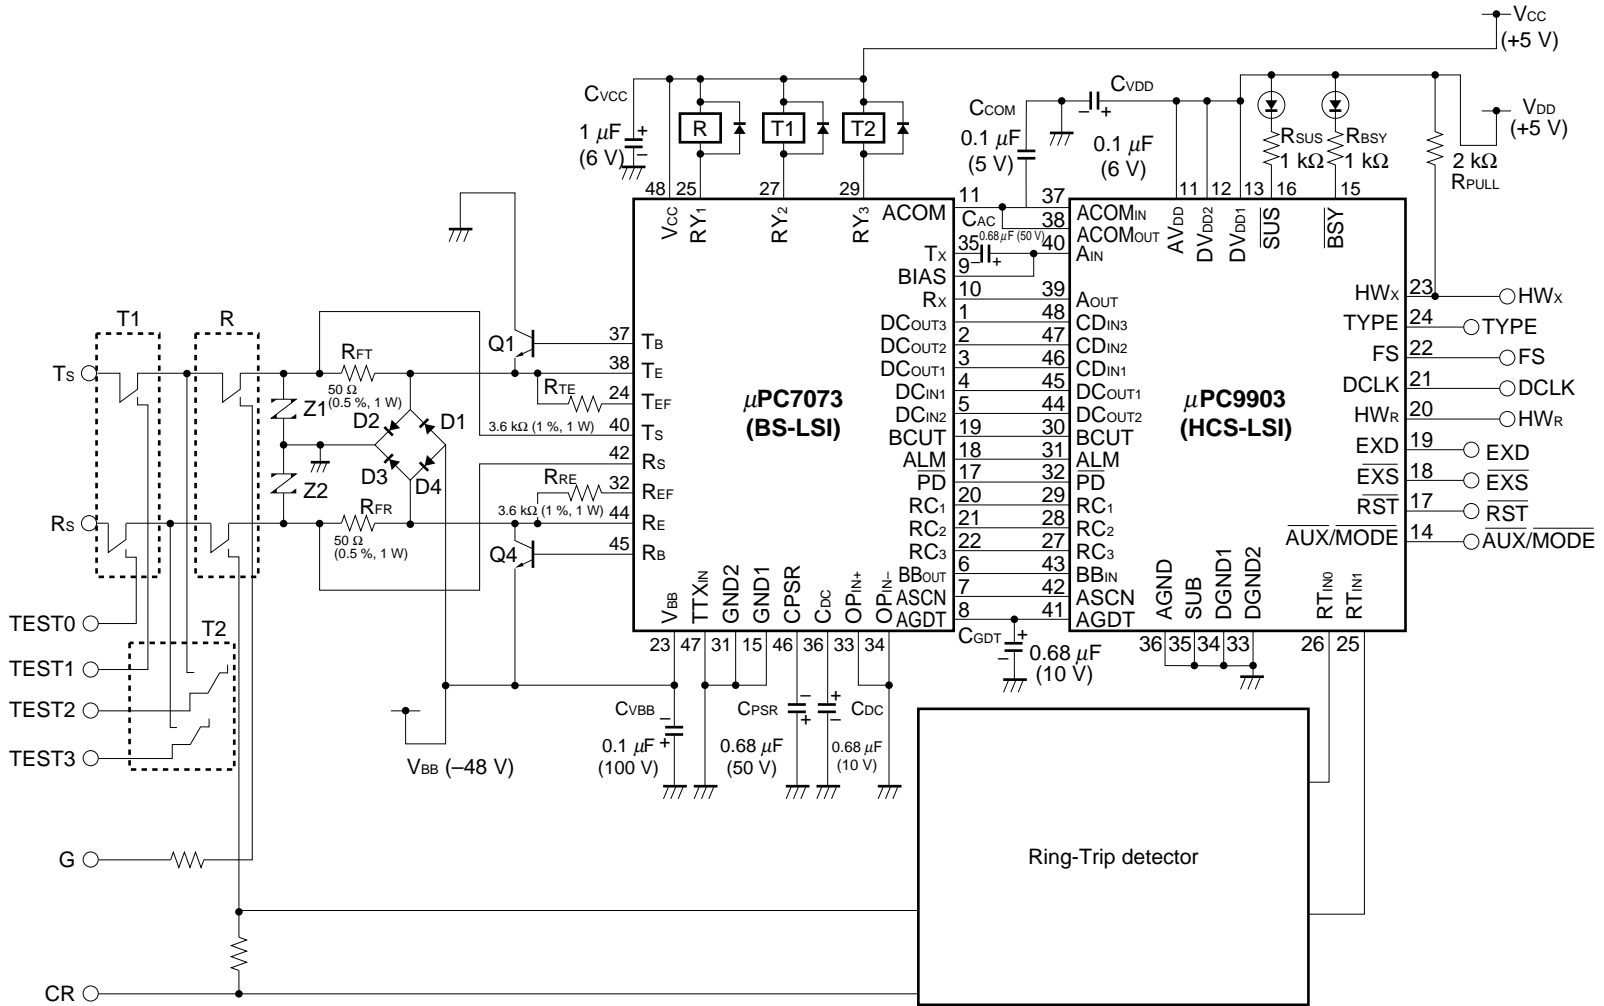 VCC
(+5 V)
CVCC
1 µF
(6 V)
+
−
R
T1
T2
CCOM
0.1 µF
(5 V)
CVDD
−
+
0.1 µF
(6 V)
RSUS
1 kΩ
RBSY
1 kΩ
2 kΩ
RPULL
VDD
(+5 V)
48
25
27
29
VCC
RY1
RY2
RY3
11
37
38
11
12
13
16
15
ACOM
ACOMIN
ACOMOUT
AVDD
DVDD2
DVDD1
SUS
BSY
CAC
0.68 µF (50 V)
−
+
TX
35
40
AIN
BIAS
9
RX
10
39
AOUT
DCOUT3
1
48
CDIN3
DCOUT2
2
47
CDIN2
DCOUT1
3
46
CDIN1
DCIN1
4
45
DCOUT1
DCIN2
5
44
DCOUT2
BCUT
19
30
BCUT
ALM
18
31
ALM
PD
17
32
PD
RC1
20
29
RC1
RC2
21
28
RC2
RC3
22
27
RC3
BBOUT
6
43
BBIN
ASCN
7
42
ASCN
AGDT
8
41
AGDT
µPC7073
(BS-LSI)
µPC9903
(HCS-LSI)
HWX
23
HWX
TYPE
24
TYPE
FS
22
FS
DCLK
21
DCLK
HWR
20
HWR
EXD
19
EXD
EXS
18
EXS
RST
17
RST
AUX/MODE
14
AUX/MODE
T1
R
TS
RS
RFT
50 Ω
(0.5 %, 1 W)
Z1
Z2
D2
D1
D3
D4
RFR
50 Ω
(0.5 %, 1 W)
Q1
Q4
RTE
3.6 kΩ (1 %, 1 W)
RRE
3.6 kΩ (1 %, 1 W)
37
TB
38
TE
24
TEF
40
TS
42
RS
32
REF
44
RE
45
RB
VBB
TTXIN
GND2
GND1
CPSR
CDC
OPIN+
OPIN−
23
47
31
15
46
36
33
34
CGDT
+
−
0.68 µF
(10 V)
AGND
SUB
DGND1
DGND2
RTIN0
RTIN1
36
35
34
33
26
25
TEST0
T2
TEST1
TEST2
TEST3
VBB (−48 V)
CVBB
−
+
0.1 µF
(100 V)
CPSR
−
+
0.68 µF
(50 V)
+
−
CDC
0.68 µF
(10 V)
G
CR
Ring-Trip detector